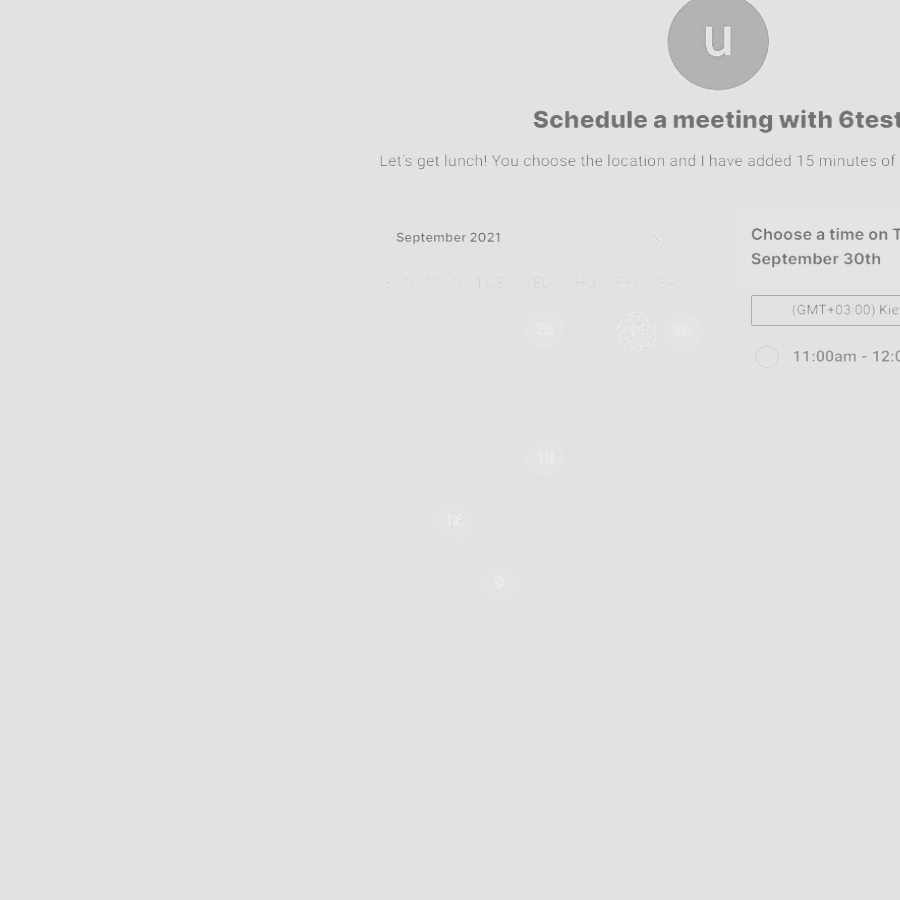 u
Schedule a meeting with 6test
Let's get lunch! You choose the location and I have added 15 minutes of
September 2021
SUN MON TUE WED THU FRI SAT
Choose a time on T
September 30th
(GMT+03:00) Kie
11:00am - 12:0
25 26
10
16
9